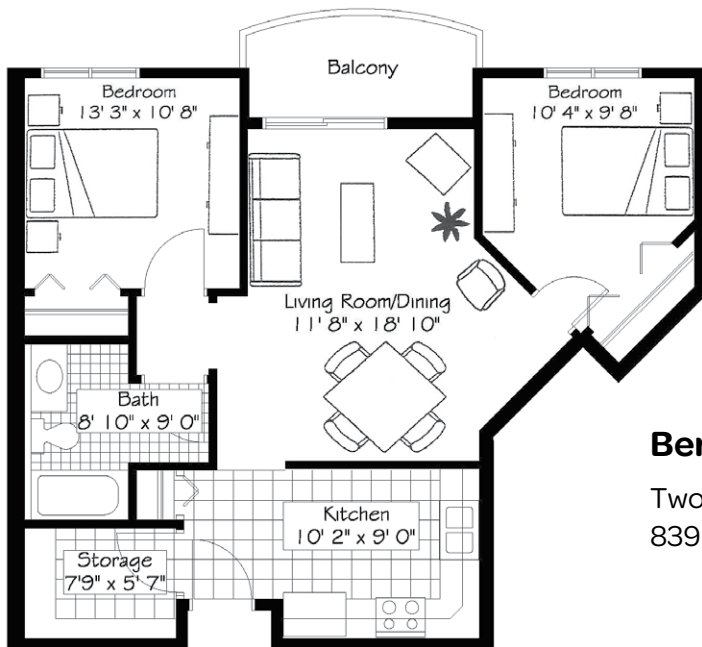 Balcony
Bedroom
13' 3" x 10' 8"
Bedroom
10' 4" x 9' 8"
Living Room/Dining
11' 8" x 18' 10"
Bath
8' 10" x 9' 0"
Kitchen
10' 2" x 9' 0"
Storage
7'9" x 5' 7"
Ber
Two
839